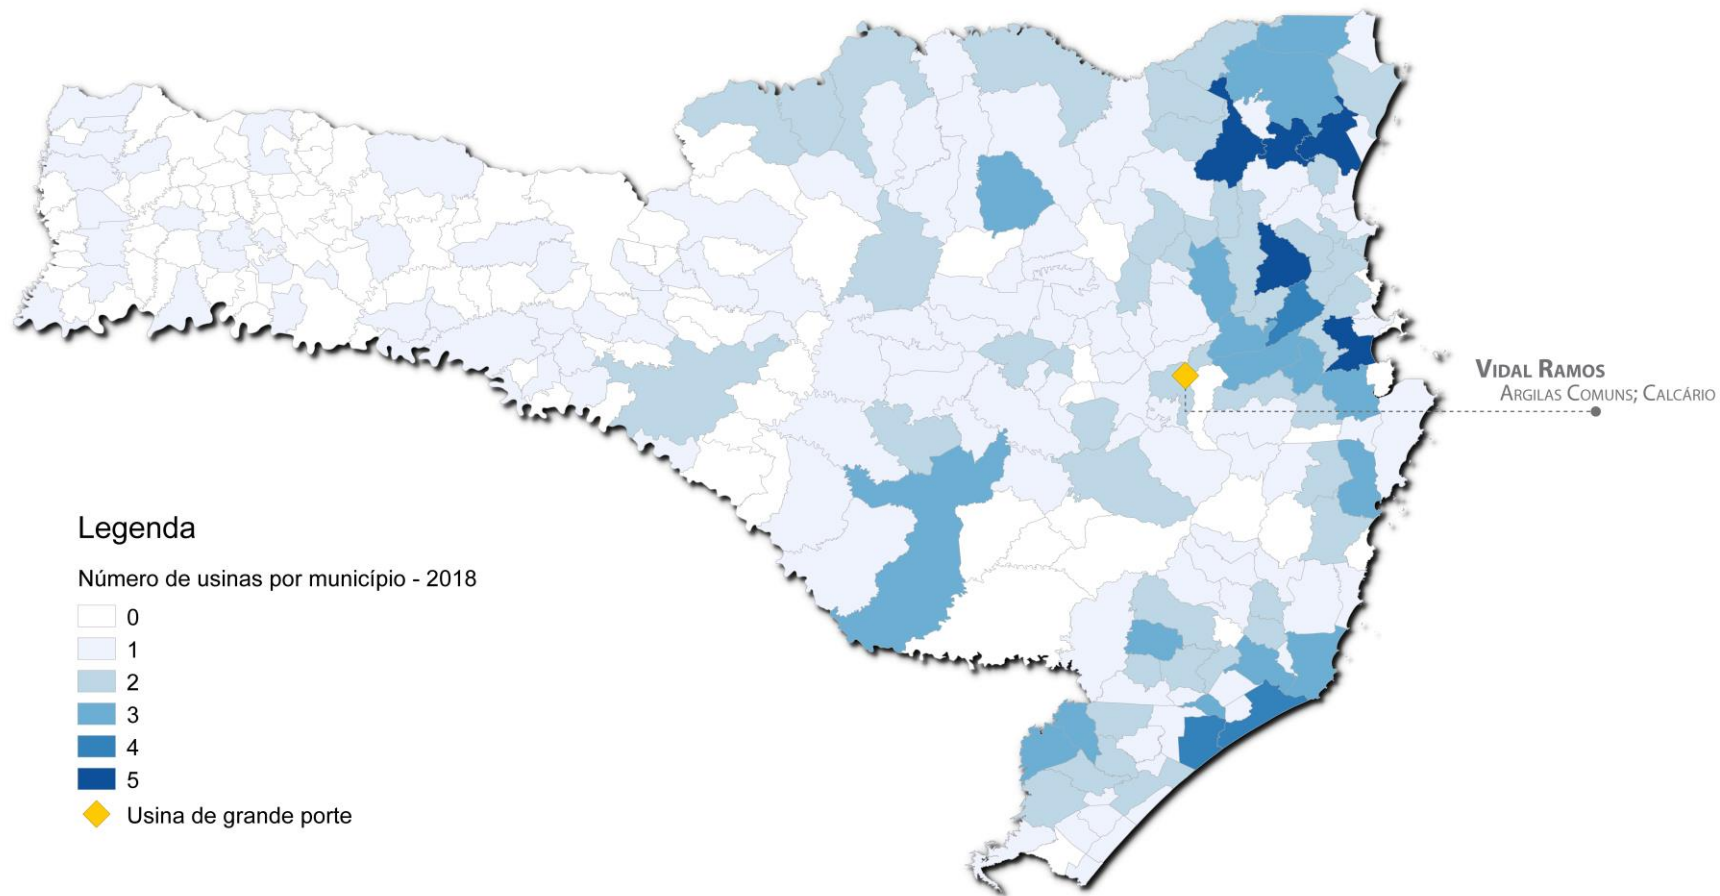 VIDAL RAMOS
ARGILAS COMUNS; CALCÁRIO
Legenda
Número de usinas por município - 2018
0
1
2
3
4
5
Usina de grande porte